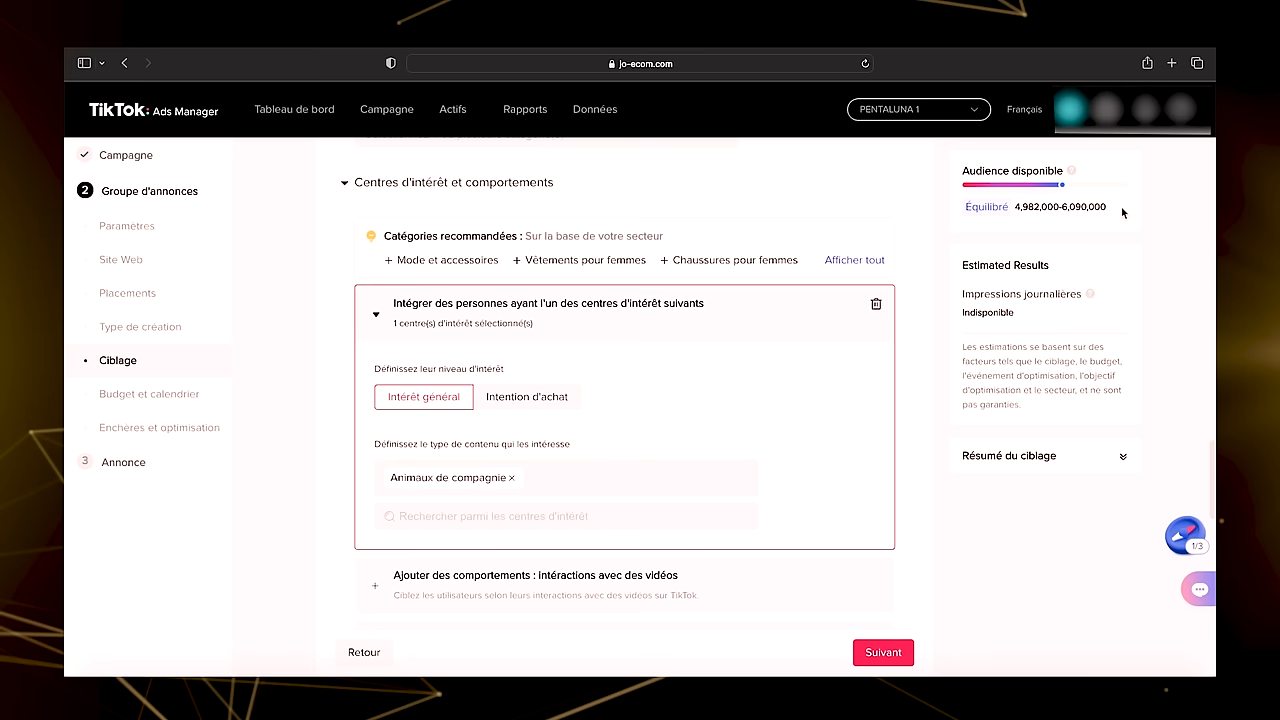 jo-ecom.com
TikTok: Ads Manager
Tableau de bord
Campagne
Actifs
Rapports
Données
PENTALUNA 1
Français
Campagne
2 Groupe d'annonces
Paramètres
Site Web
Placements
Type de création
Ciblage
Budget et calendrier
Enchères et optimisation
3 Annonce
Centres d'intérêt et comportements
Catégories recommandées : Sur la base de votre secteur
+ Mode et accessoires + Vêtements pour femmes + Chaussures pour femmes Afficher tout
Intégrer des personnes ayant l'un des centres d'intérêt suivants
1 centre(s) d'intérêt sélectionné(s)
Définissez leur niveau d'intérêt
Intérêt général Intention d'achat
Définissez le type de contenu qui les intéresse
Animaux de compagnie ×
Rechercher parmi les centres d'intérêt
+ Ajouter des comportements : Intéractions avec des vidéos
Ciblez les utilisateurs selon leurs interactions avec des vidéos sur TikTok.
Retour
Suivant
Audience disponible ?
Équilibré 4,982,000-6,090,000
Estimated Results
Impressions journalières ?
Indisponible
Les estimations se basent sur des
facteurs tels que le ciblage, le budget,
l'événement d'optimisation, l'objectif
d'optimisation et le secteur, et ne sont
pas garanties.
Résumé du ciblage
1/3